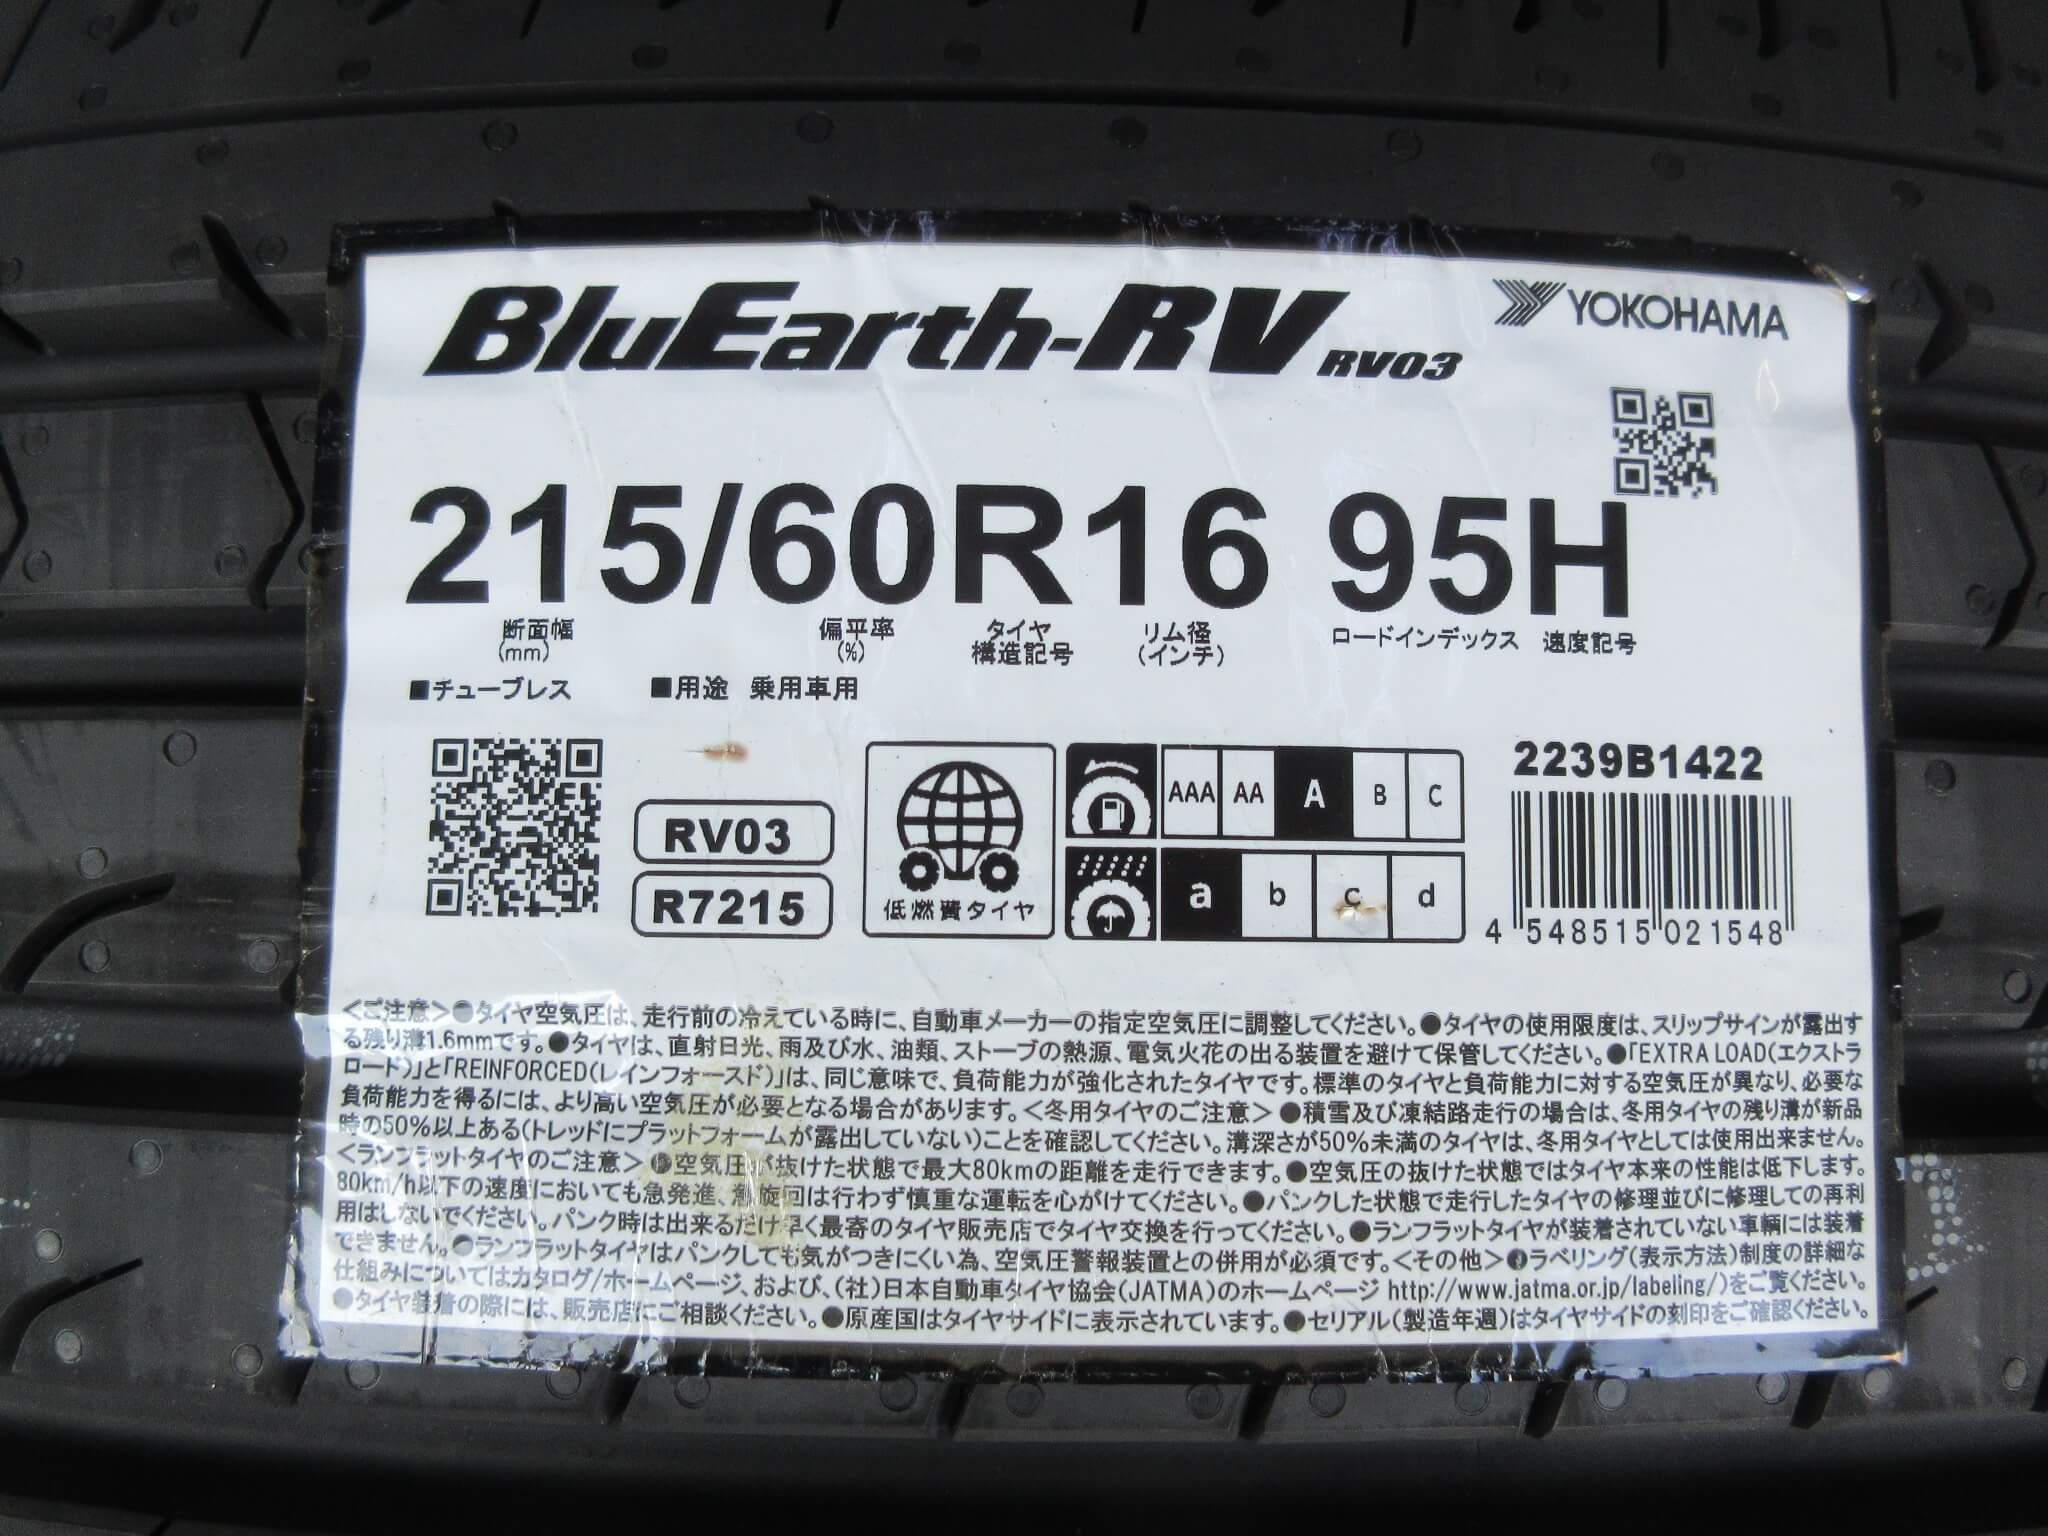 BluEarth-RV RV03
YOKOHAMA
215/60R16 95H
断面幅 偏平率 タイヤ リム径 ロードインデックス 速度記号
(mm) (%) 構造記号 (インチ)
■チューブレス ■用途 乗用車用
2239B1422
AAA AA A B C
RV03
R7215
a b c d
低燃費タイヤ
4 548515 021548
<ご注意>●タイヤ空気圧は、走行前の冷えている時に、自動車メーカーの指定空気圧に調整してください。●タイヤの使用限度は、スリップサインが露出す
る残り溝1.6mmです。●タイヤは、直射日光、雨及び水、油類、ストーブの熱源、電気火花の出る装置を避けて保管してください。●「EXTRA LOAD(エクストラ
ロード)」と「REINFORCED(レインフォースド)」は、同じ意味で、負荷能力が強化されたタイヤです。標準のタイヤと負荷能力に対する空気圧が異なり、必要な
負荷能力を得るには、より高い空気圧が必要となる場合があります。<冬用タイヤのご注意>●積雪及び凍結路走行の場合は、冬用タイヤの残り溝が新品
時の50%以上ある(トレッドにプラットフォームが露出していない)ことを確認してください。溝深さが50%未満のタイヤは、冬用タイヤとしては使用出来ません。
<ランフラットタイヤのご注意>●空気圧が抜けた状態で最大80kmの距離を走行できます。●空気圧の抜けた状態ではタイヤ本来の性能は低下します。
80km/h以下の速度においても急発進、急旋回は行わず慎重な運転を心がけてください。●パンクした状態で走行したタイヤの修理並びに修理しての再利
用はしないでください。パンク時は出来るだけ早く最寄のタイヤ販売店でタイヤ交換を行ってください。●ランフラットタイヤが装着されていない車輌には装着
できません。●ランフラットタイヤはパンクしても気がつきにくい為、空気圧警報装置との併用が必須です。<その他>●ラベリング(表示方法)制度の詳細な
仕組みについてはカタログ/ホームページ、および、(社)日本自動車タイヤ協会(JATMA)のホームページ http://www.jatma.or.jp/labeling/)をご覧ください。
●タイヤ装着の際には、販売店にご相談ください。●原産国はタイヤサイドに表示されています。●セリアル(製造年週)はタイヤサイドの刻印をご確認ください。